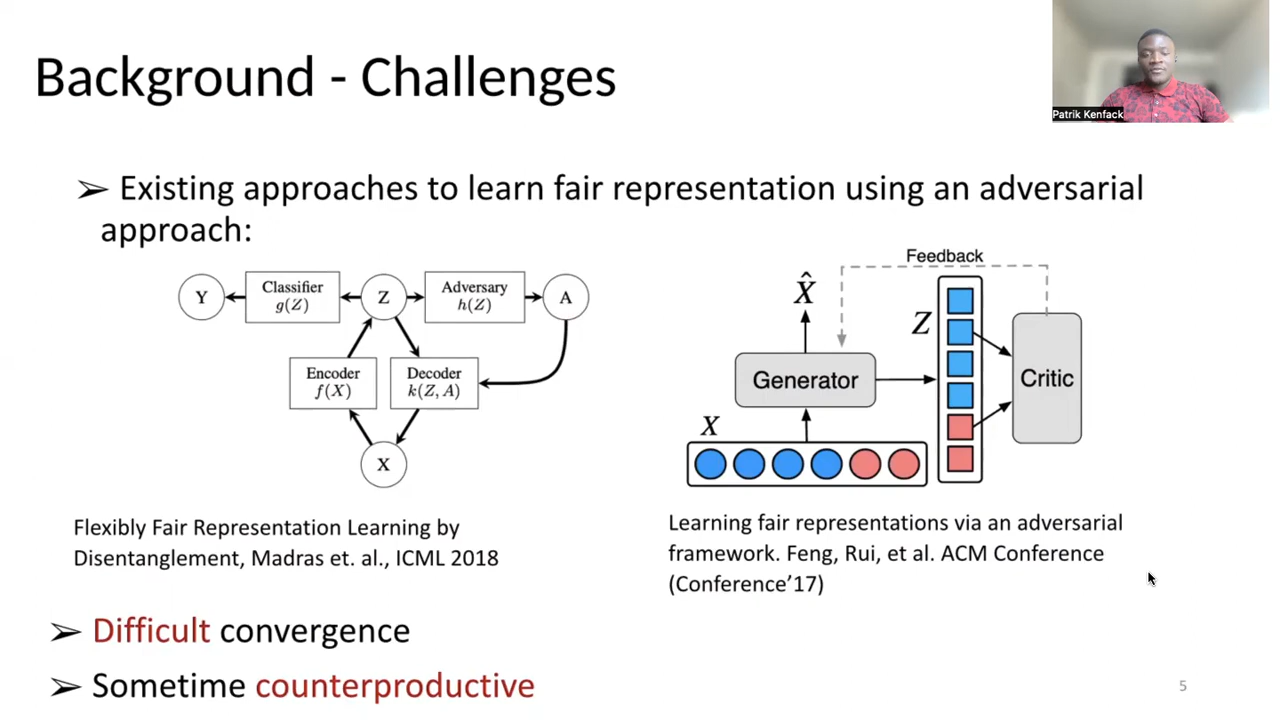 Background - Challenges
Patrik Kenfack
➢ Existing approaches to learn fair representation using an adversarial
approach:
Y
Classifier
g(Z)
Z
Adversary
h(Z)
A
Encoder
f(X)
Decoder
k(Z, A)
X
Feedback
X̂
Z
Generator
Critic
X
Flexibly Fair Representation Learning by
Disentanglement, Madras et. al., ICML 2018
Learning fair representations via an adversarial
framework. Feng, Rui, et al. ACM Conference
(Conference’17)
➢ Difficult convergence
➢ Sometime counterproductive
5